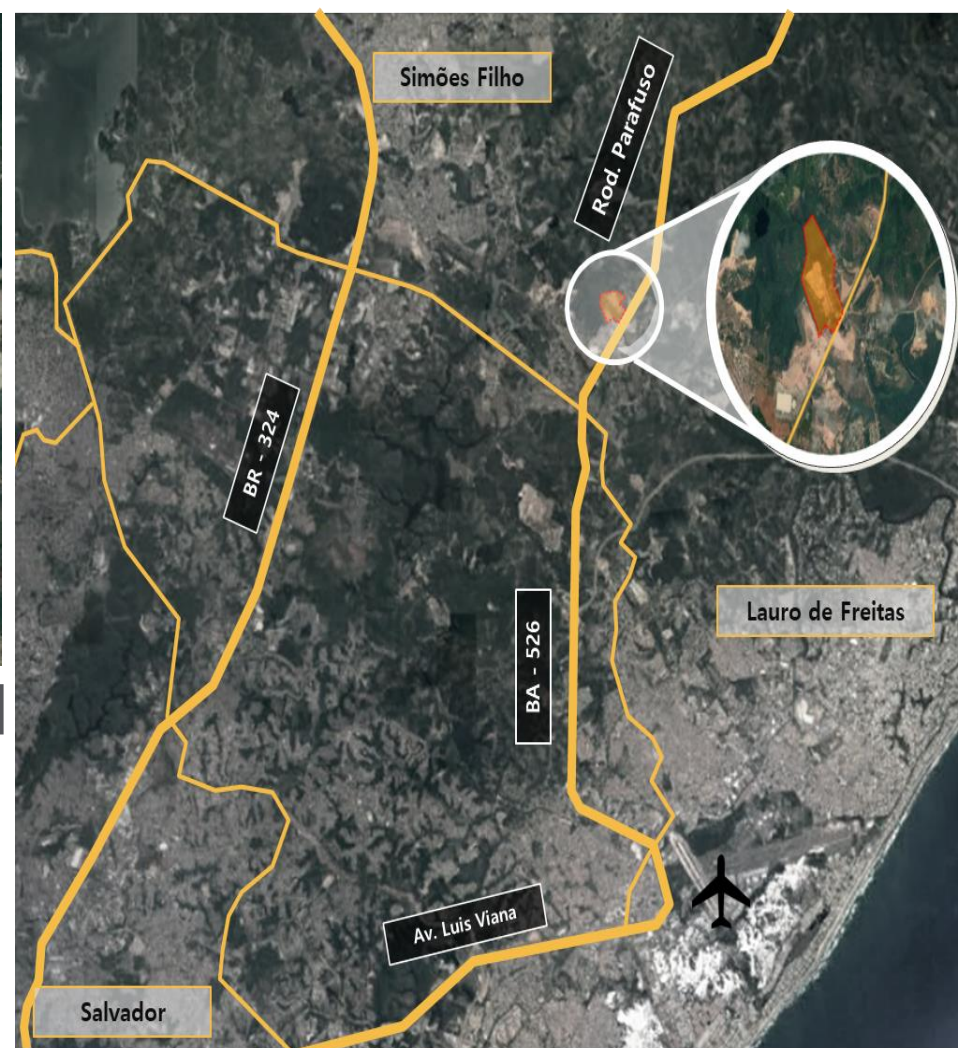 Simões Filho
Rod. Parafuso
BR - 324
BA - 526
Lauro de Freitas
Av. Luis Viana
Salvador